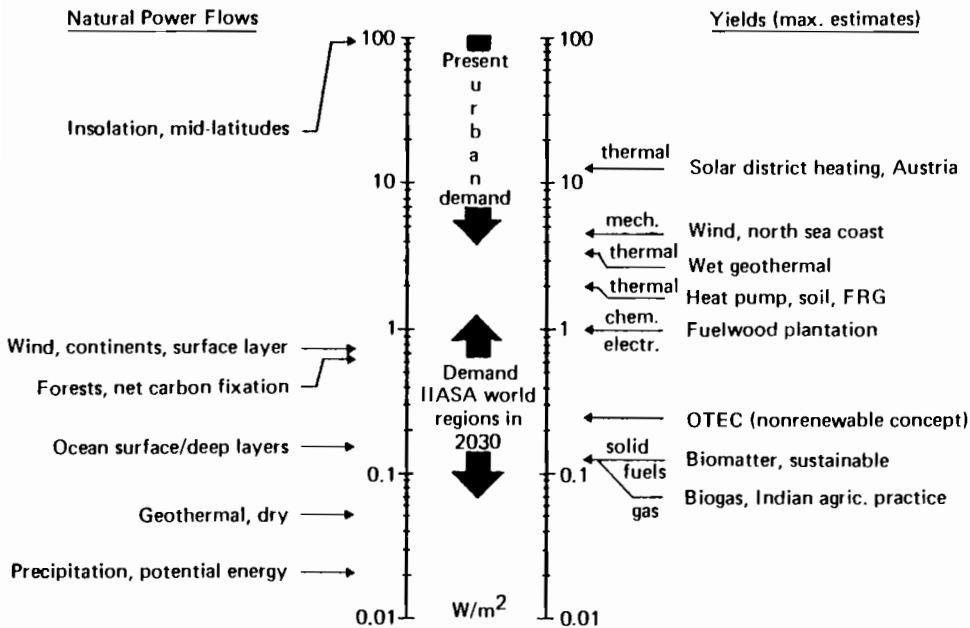 Natural Power Flows
Yields (max. estimates)
100
100
Present
u
r
b
a
n
demand
Insolation, mid-latitudes
thermal
Solar district heating, Austria
10
10
mech.
Wind, north sea coast
thermal
Wet geothermal
thermal
Heat pump, soil, FRG
chem.
1
1
Fuelwood plantation
electr.
Wind, continents, surface layer
Forests, net carbon fixation
Demand
IIASA world
regions in
2030
OTEC (nonrenewable concept)
Ocean surface/deep layers
solid
Biomatter, sustainable
fuels
0.1
0.1
Biogas, Indian agric. practice
gas
Geothermal, dry
Precipitation, potential energy
W/m2
0.01
0.01